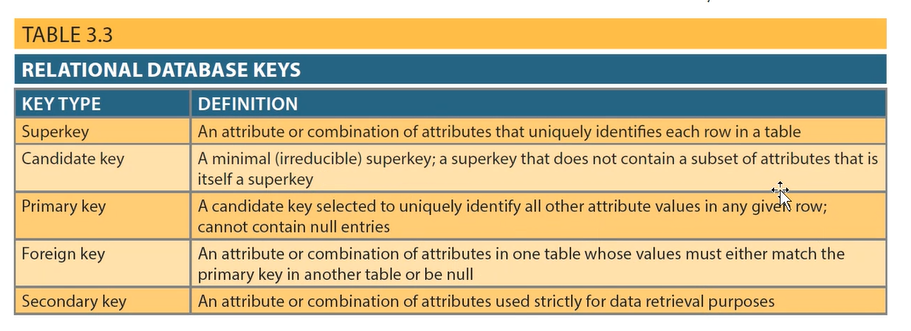 TABLE 3.3
RELATIONAL DATABASE KEYS
KEY TYPE DEFINITION
Superkey An attribute or combination of attributes that uniquely identifies each row in a table
Candidate key A minimal (irreducible) superkey; a superkey that does not contain a subset of attributes that is
itself a superkey
Primary key A candidate key selected to uniquely identify all other attribute values in any given row;
cannot contain null entries
Foreign key An attribute or combination of attributes in one table whose values must either match the
primary key in another table or be null
Secondary key An attribute or combination of attributes used strictly for data retrieval purposes